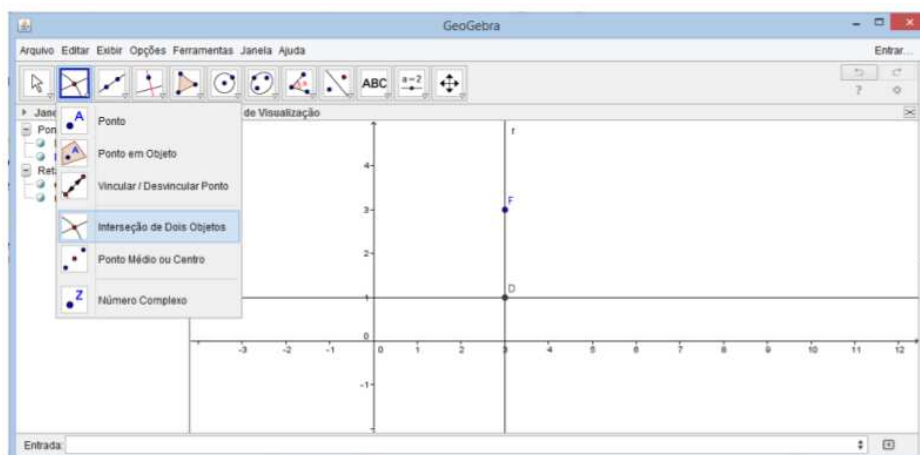 GeoGebra
Arquivo Editar Exibir Opções Ferramentas Janela Ajuda Entrar...
A ABC a=2 ?
Jane de Visualização
Pon
Ret
A Ponto
A Ponto em Objeto
Vincular / Desvincular Ponto
Interseção de Dois Objetos
Ponto Médio ou Centro
Z Número Complexo
f
4
3 F
2
1 D
0
-3 -2 -1 0 1 2 3 4 5 6 7 8 9 10 11 12
-1
Entrada: